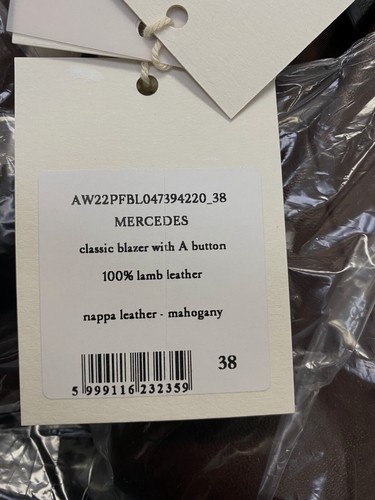 AW22PFBL047394220_38
MERCEDES
classic blazer with A button
100% lamb leather
nappa leather - mahogany
38
5 999116 232359